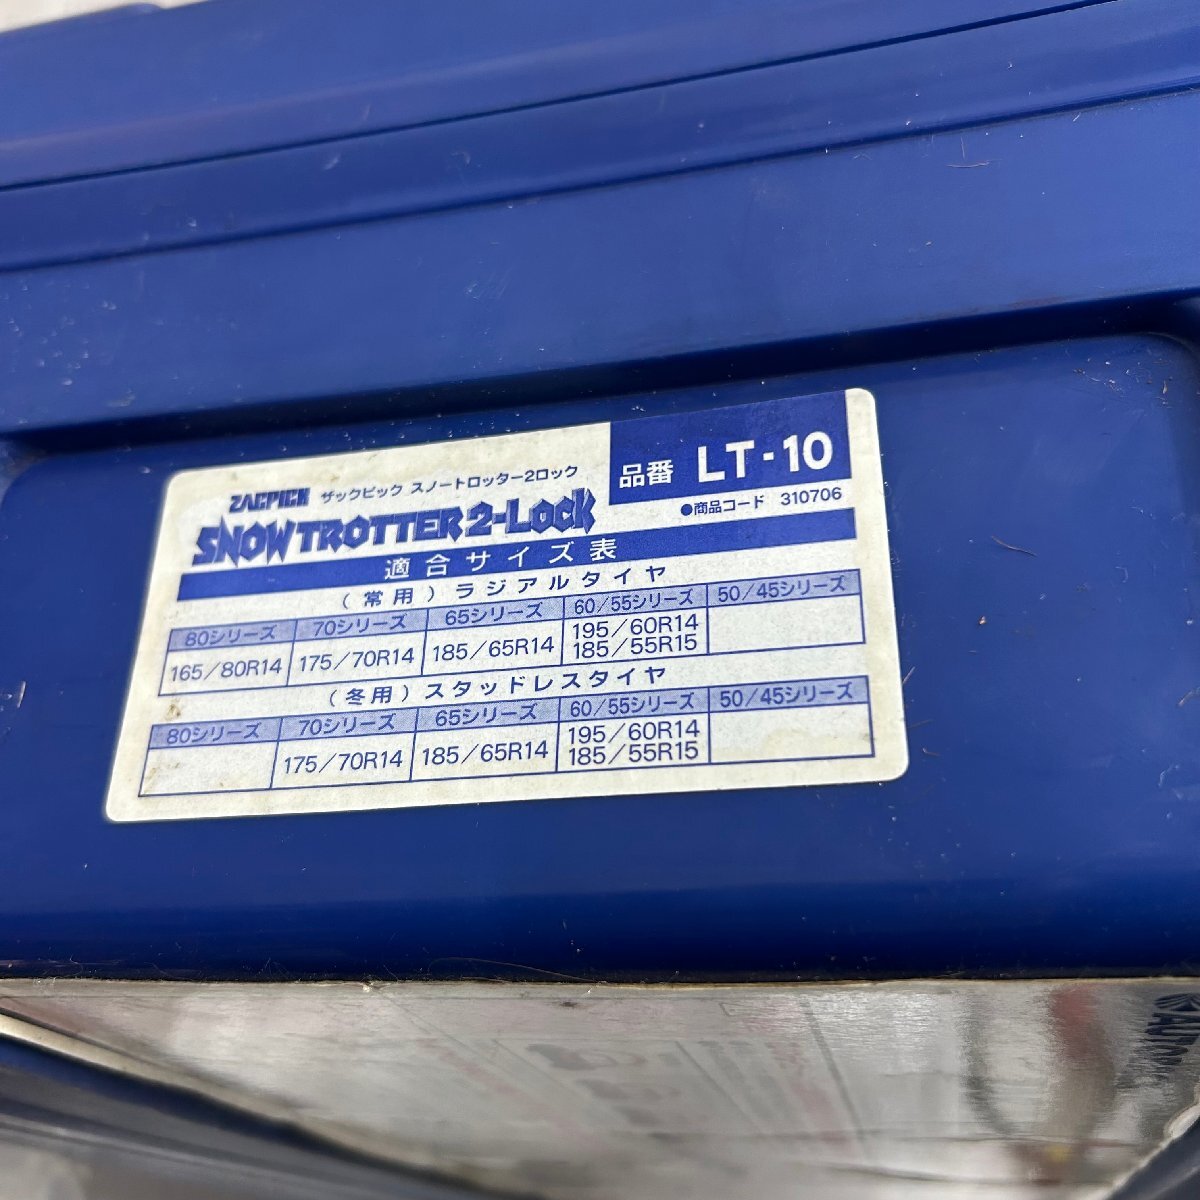 ZACPICK ザックピック スノートロッター2ロック
SNOWTROTTER 2-LOCK
品番 LT-10
●商品コード 310706
適合サイズ表
(常用)ラジアルタイヤ
80シリーズ 70シリーズ 65シリーズ 60/55シリーズ 50/45シリーズ
165/80R14 175/70R14 185/65R14 195/60R14
185/55R15
(冬用)スタッドレスタイヤ
80シリーズ 70シリーズ 65シリーズ 60/55シリーズ 50/45シリーズ
175/70R14 185/65R14 195/60R14
185/55R15